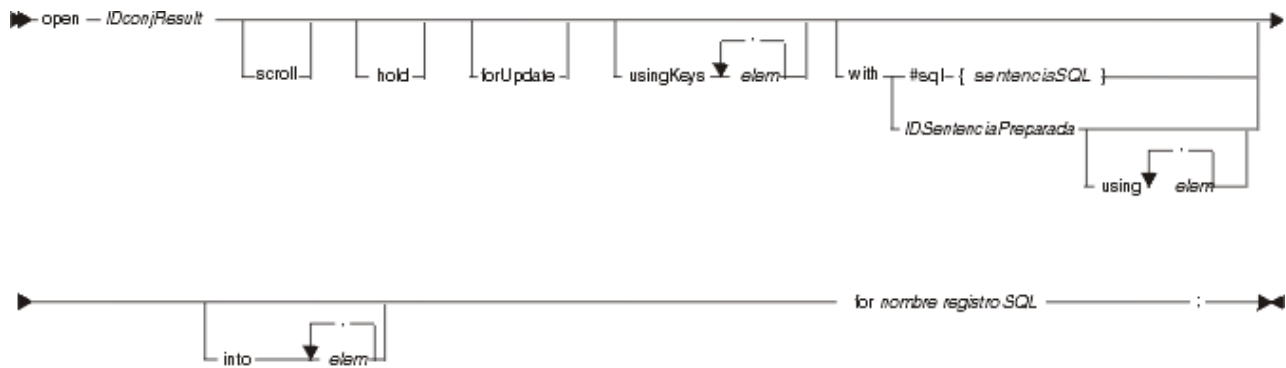 open IDconjResult
scroll hold forUpdate usingKeys , elem with #sql { sentenciaSQL }
IDSentenciaPreparada
using , elem
for nombre registro SQL ;
into , elem